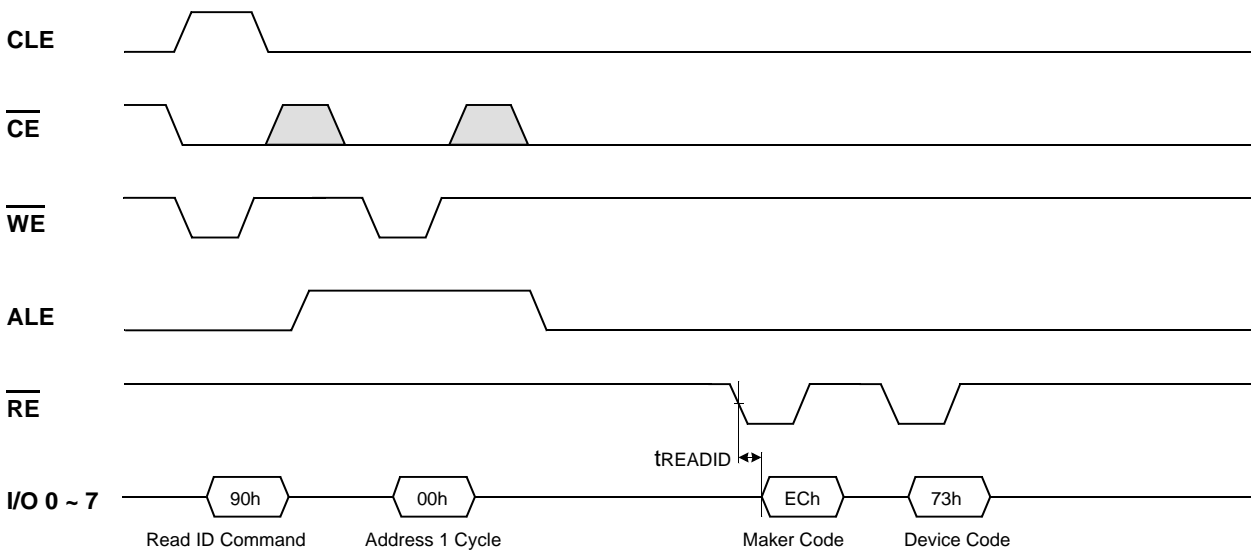 CLE
CE
WE
ALE
RE
tREADID
I/O 0 ~ 7
90h
00h
ECh
73h
Read ID Command
Address 1 Cycle
Maker Code
Device Code